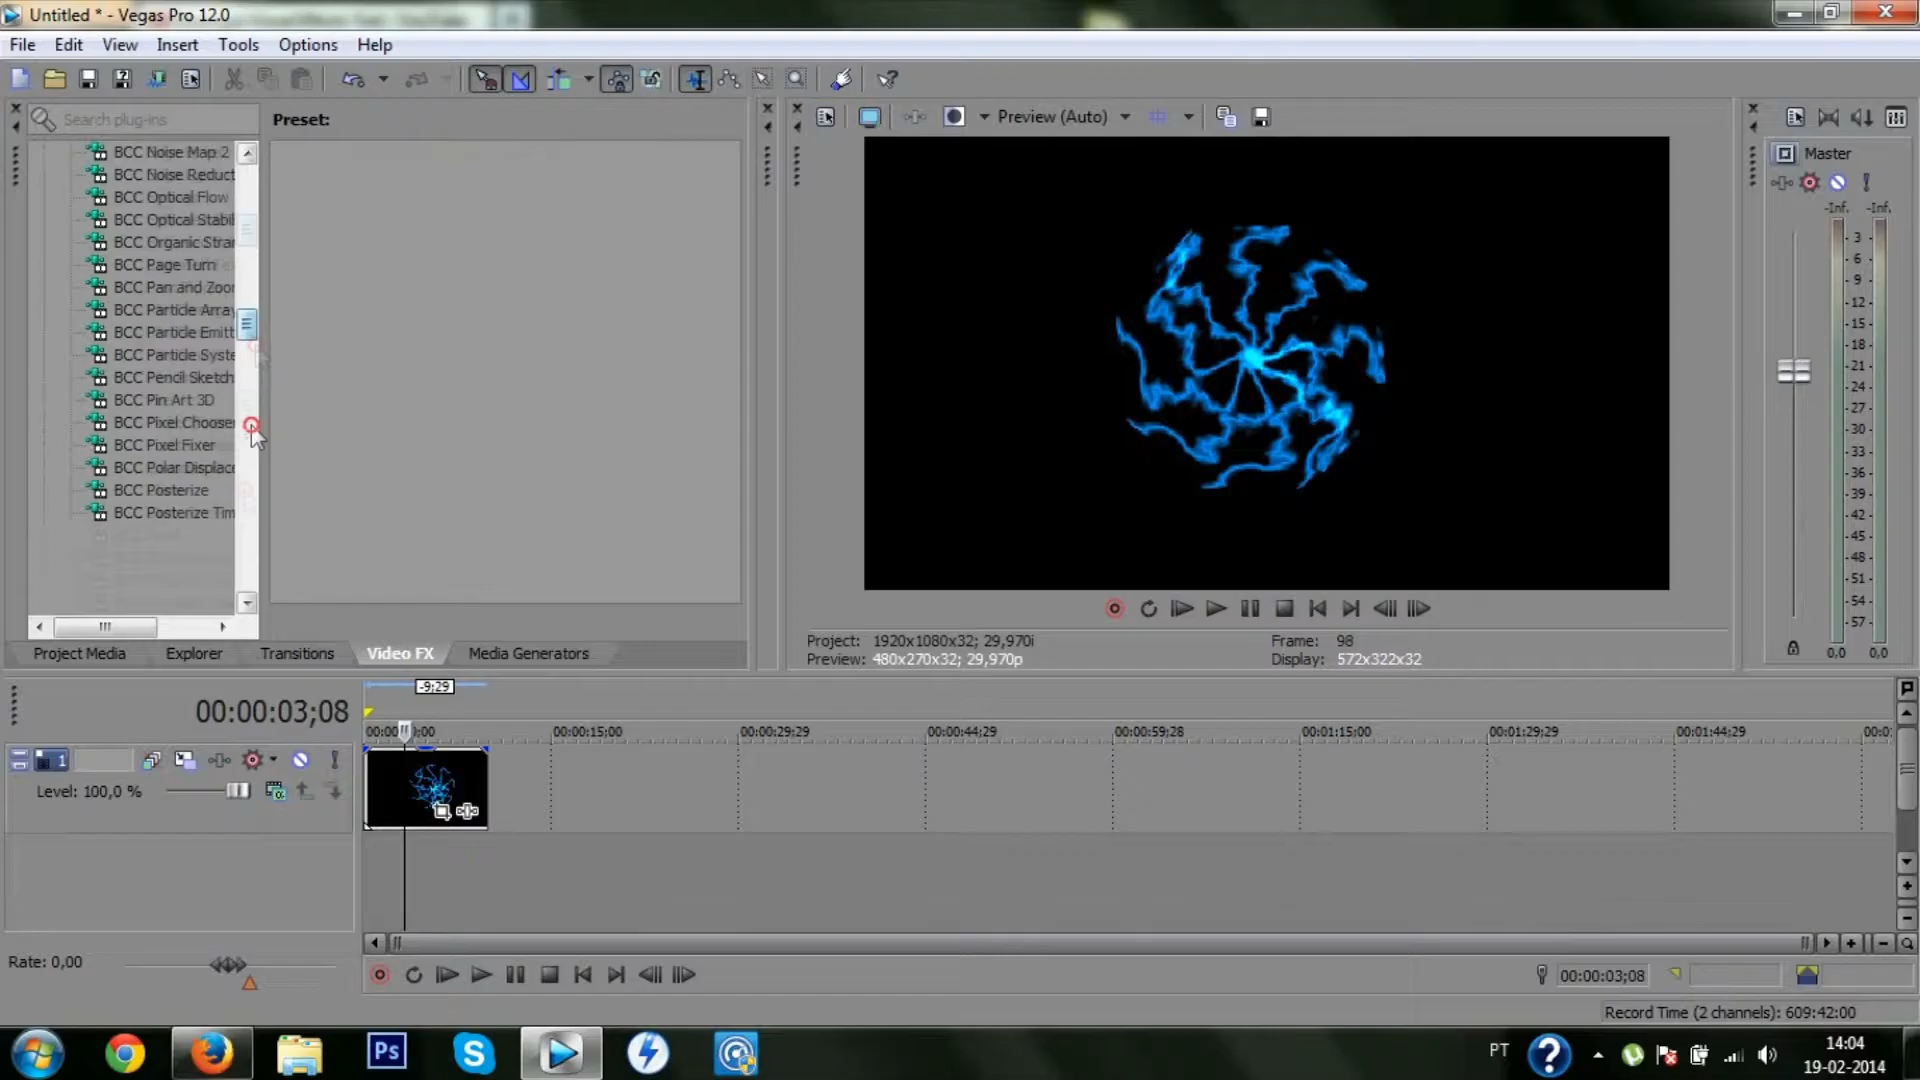 Untitled * - Vegas Pro 12.0
File Edit View Insert Tools Options Help
Search plug-ins
Preset:
Preview (Auto)
Master
BCC Noise Map 2
BCC Noise Reduct
BCC Optical Flow
BCC Optical Stabil
BCC Organic Stran
BCC Page Turn
BCC Pan and Zoon
BCC Particle Array
BCC Particle Emitt
BCC Particle Syste
BCC Pencil Sketch
BCC Pin Art 3D
BCC Pixel Chooser
BCC Pixel Fixer
BCC Polar Displace
BCC Posterize
BCC Posterize Tim
-Inf. -Inf.
3
6
9
12
15
18
21
24
27
30
33
36
39
42
45
48
51
54
57
0,0 0,0
Project: 1920x1080x32; 29,970i
Frame: 98
Preview: 480x270x32; 29,970p
Display: 572x322x32
Project Media Explorer Transitions Video FX Media Generators
-9;29
00:00:03;08
00:00:15;00 00:00:29;29 00:00:44;29 00:00:59;28 00:01:15;00 00:01:29;29 00:01:44;29 00:0
1
Level: 100,0 %
Rate: 0,00
00:00:03;08
Record Time (2 channels): 609:42:00
Ps
PT
14:04
19-02-2014